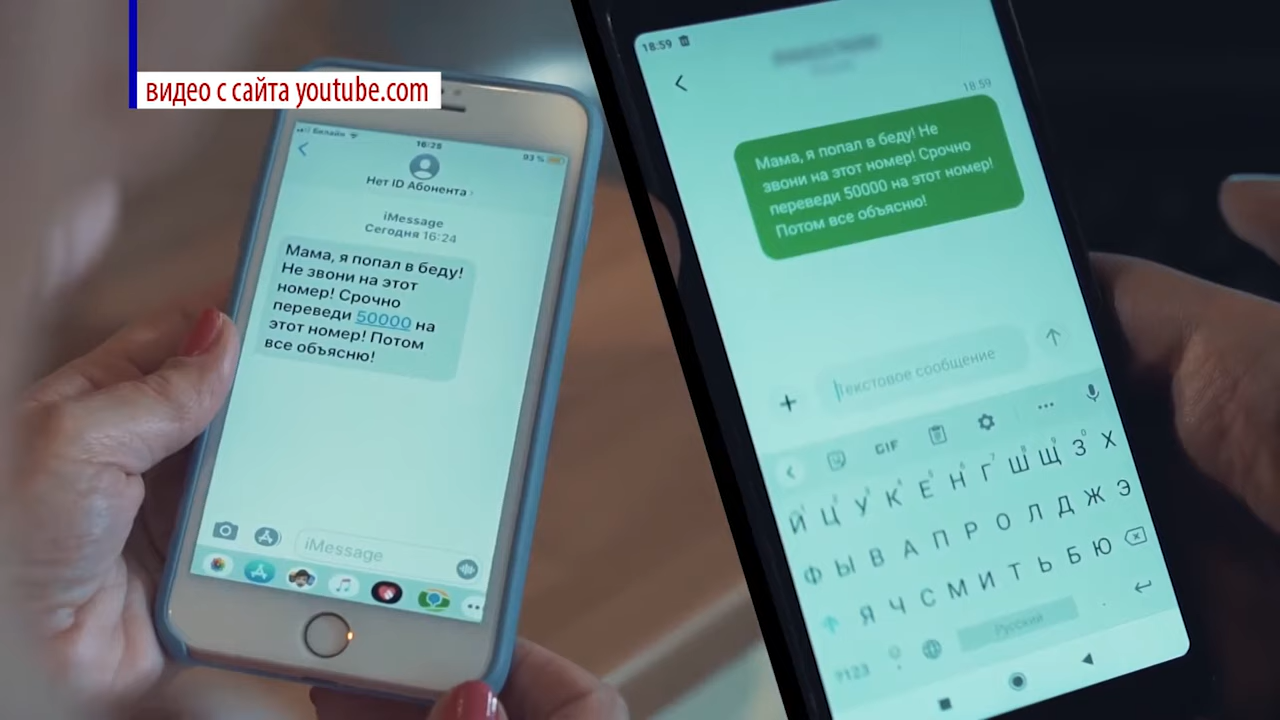 видео с сайта youtube.com
Билайн
16:28
93 %
Нет ID Абонента
iMessage
Сегодня 16:24
Мама, я попал в беду!
Не звони на этот
номер! Срочно
переведи 50000 на
этот номер! Потом
все объясню!
iMessage
18:59
18:59
Мама, я попал в беду! Не
звони на этот номер! Срочно
переведи 50000 на этот номер!
Потом все объясню!
Текстовое сообщение
GIF
Й Ц У К Е Н Г Ш Щ З Х
Ф Ы В А П Р О Л Д Ж Э
Я Ч С М И Т Ь Б Ю
?123
Русский